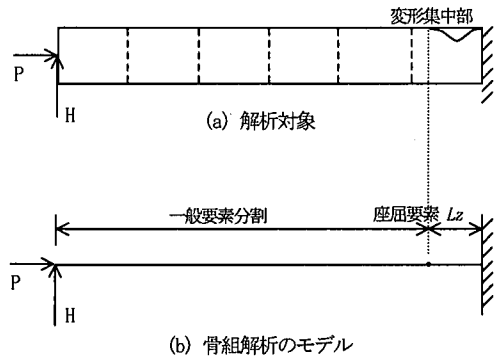 変形集中部
P
H
(a) 解析対象
一般要素分割
座屈要素 Lz
P
H
(b) 骨組解析のモデル